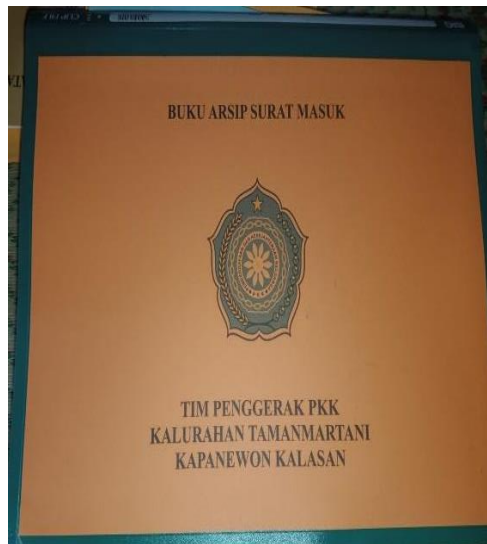 BUKU ARSIP SURAT MASUK
TIM PENGGERAK PKK
KALURAHAN TAMANMARTANI
KAPANEWON KALASAN